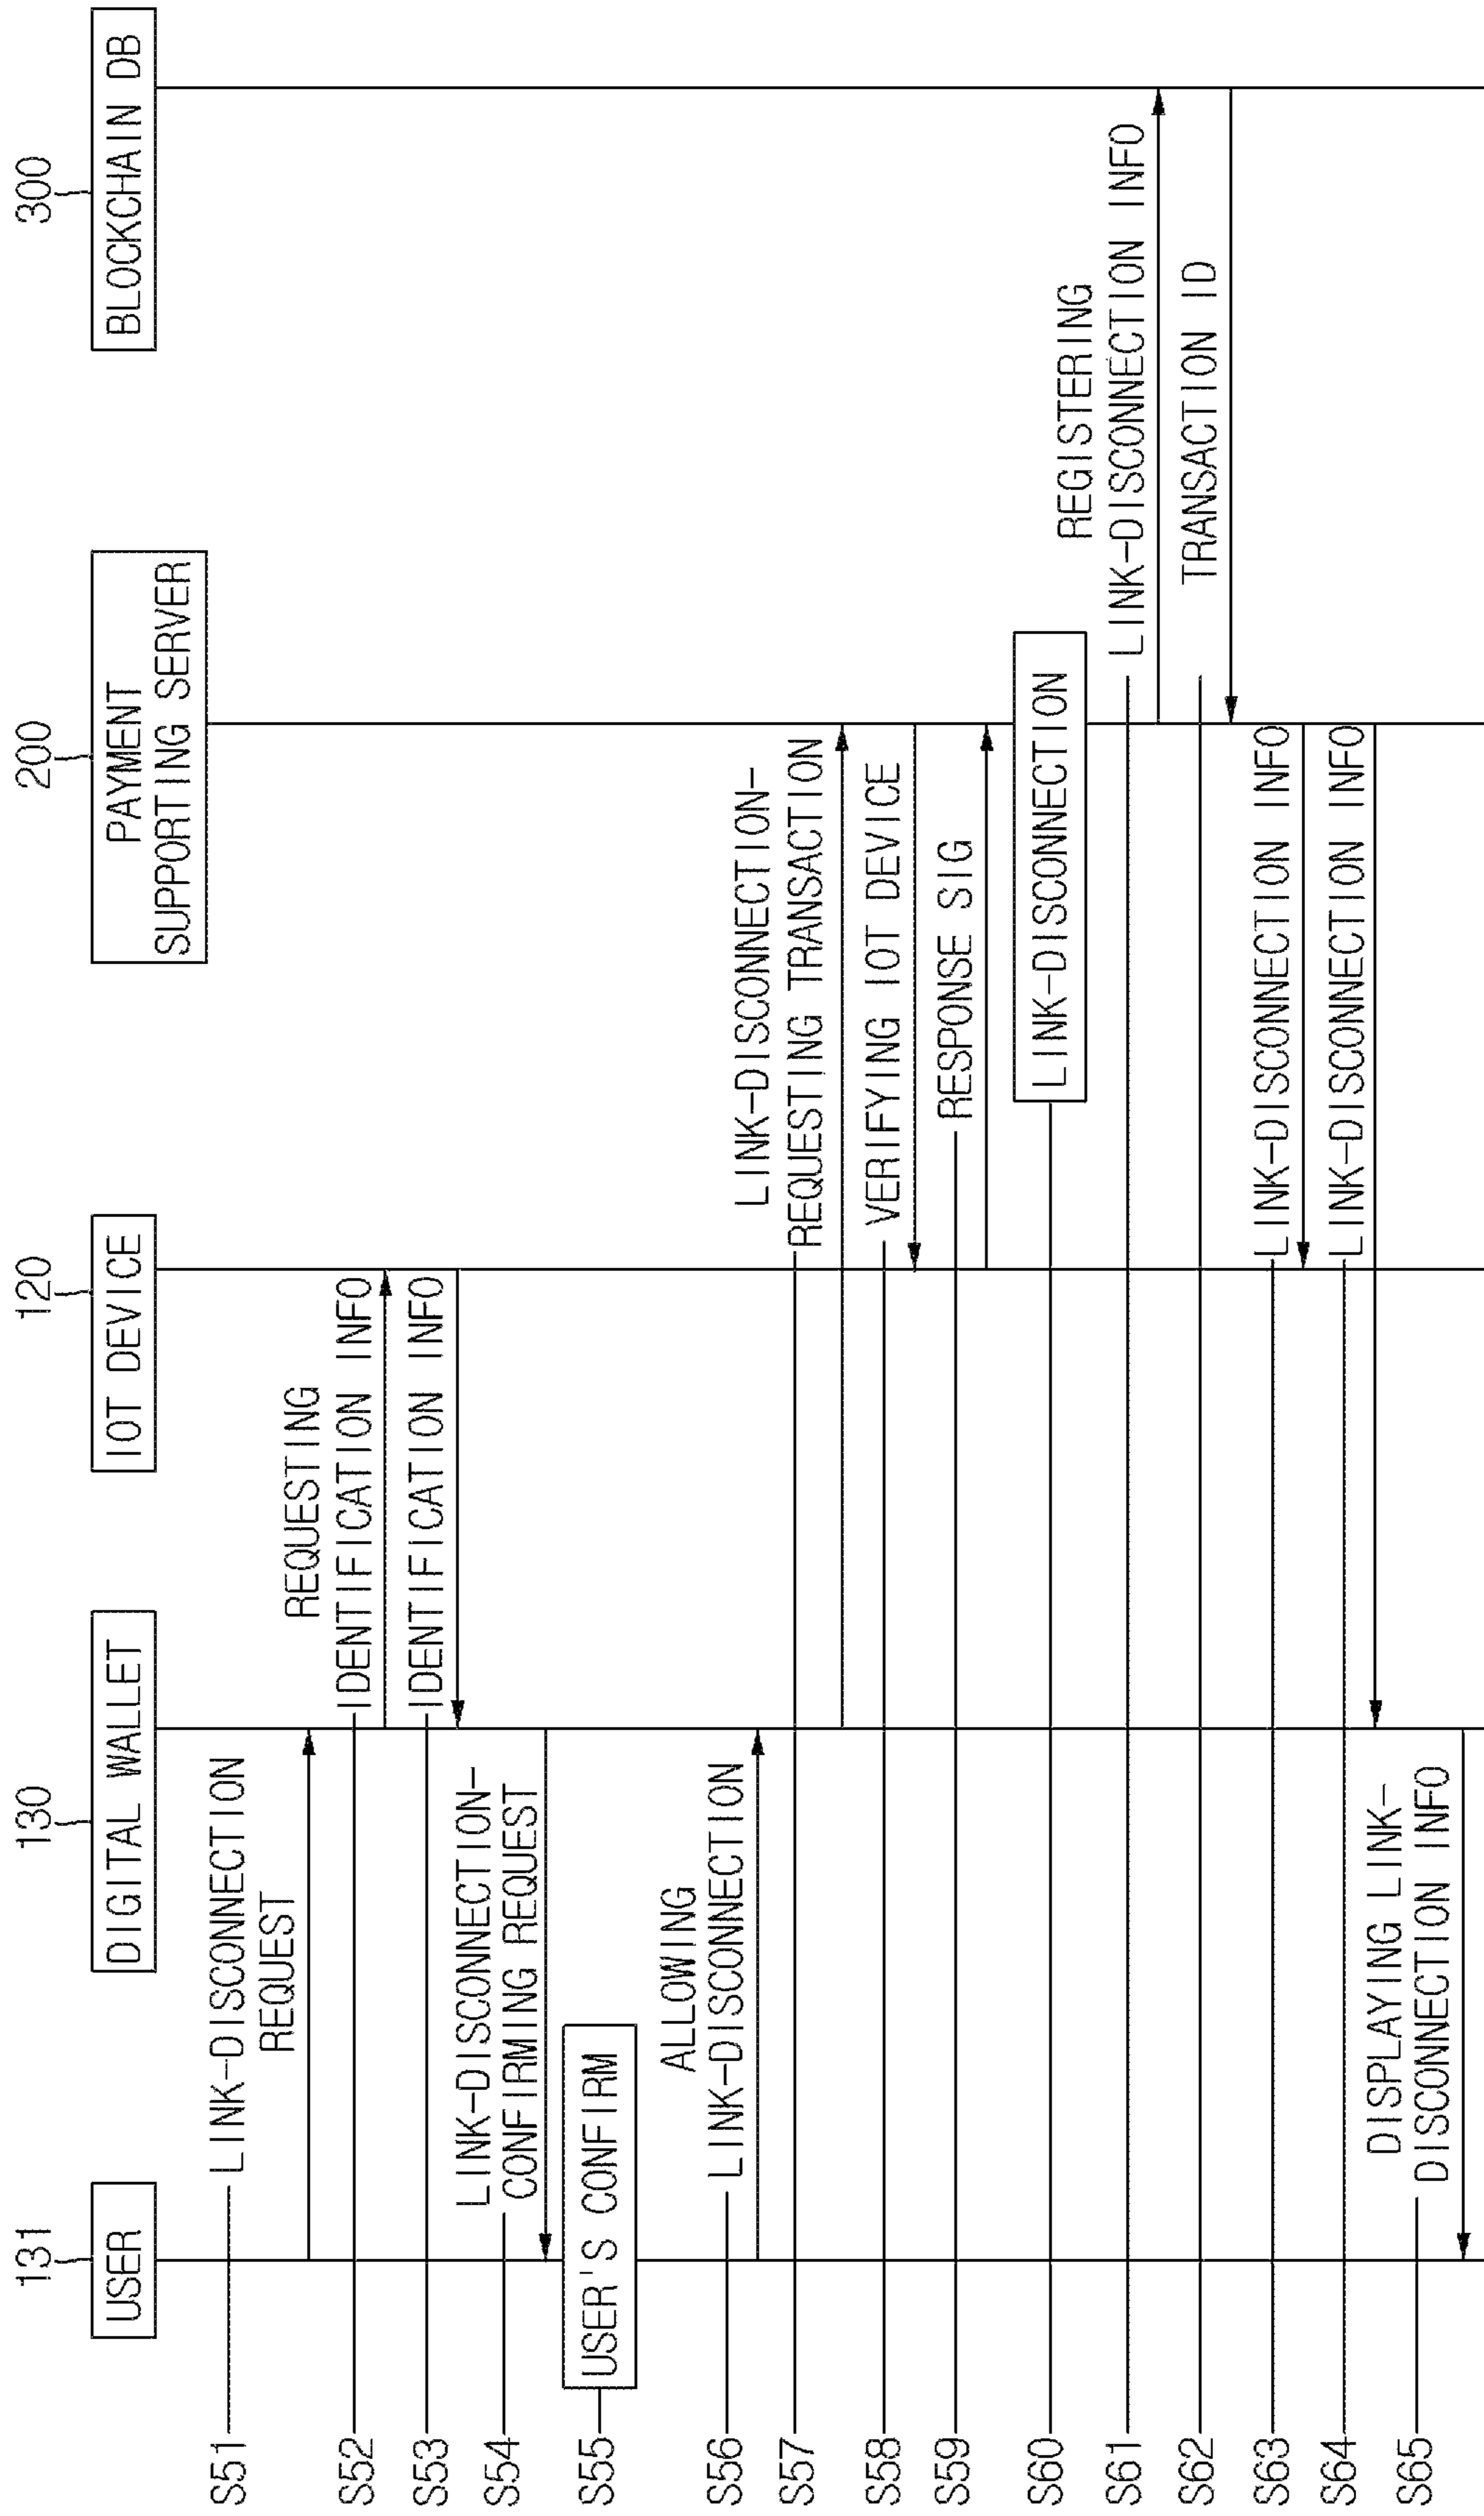 131
130
120
200
300
USER
DIGITAL WALLET
IOT DEVICE
PAYMENT
SUPPORTING SERVER
BLOCKCHAIN DB
S51
LINK-DISCONNECTION
REQUEST
S52
REQUESTING
IDENTIFICATION INFO
S53
IDENTIFICATION INFO
S54
LINK-DISCONNECTION-
CONFIRMING REQUEST
S55
USER'S CONFIRM
S56
ALLOWING
LINK-DISCONNECTION
S57
LINK-DISCONNECTION-
REQUESTING TRANSACTION
S58
VERIFYING IOT DEVICE
S59
RESPONSE SIG
S60
LINK-DISCONNECTION
S61
REGISTERING
LINK-DISCONNECTION INFO
S62
TRANSACTION ID
S63
LINK-DISCONNECTION INFO
S64
LINK-DISCONNECTION INFO
S65
DISPLAYING LINK-
DISCONNECTION INFO